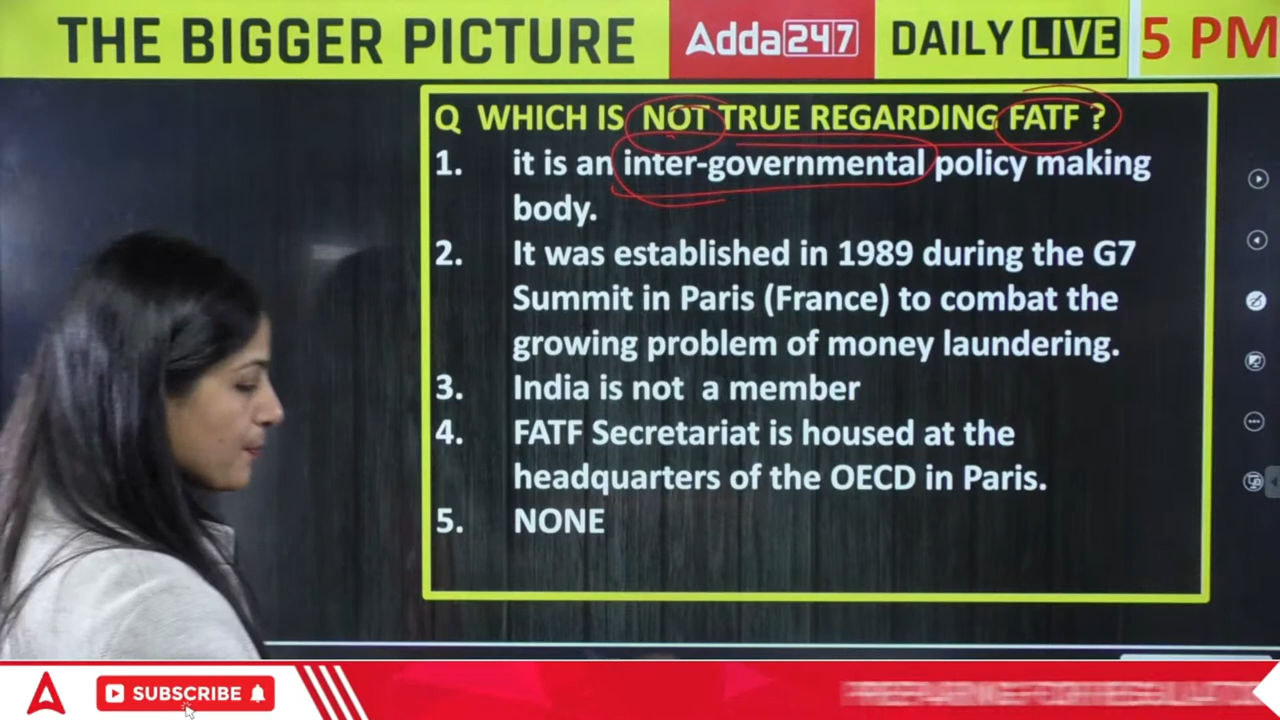 THE BIGGER PICTURE
Adda247
DAILY LIVE
5 PM
Q WHICH IS NOT TRUE REGARDING FATF ?
1. it is an inter-governmental policy making
body.
2. It was established in 1989 during the G7
Summit in Paris (France) to combat the
growing problem of money laundering.
3. India is not a member
4. FATF Secretariat is housed at the
headquarters of the OECD in Paris.
5. NONE
SUBSCRIBE